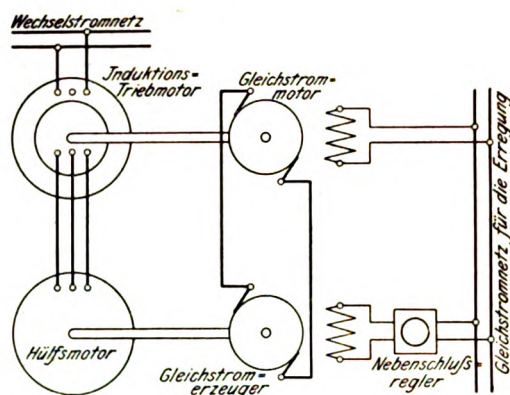 Wechselstromnetz
Induktions=
Triebmotor
Gleichstrom=
motor
Gleichstromnetz für die Erregung
Hülfsmotor
Gleichstrom=
erzeuger
Nebenschluß=
regler